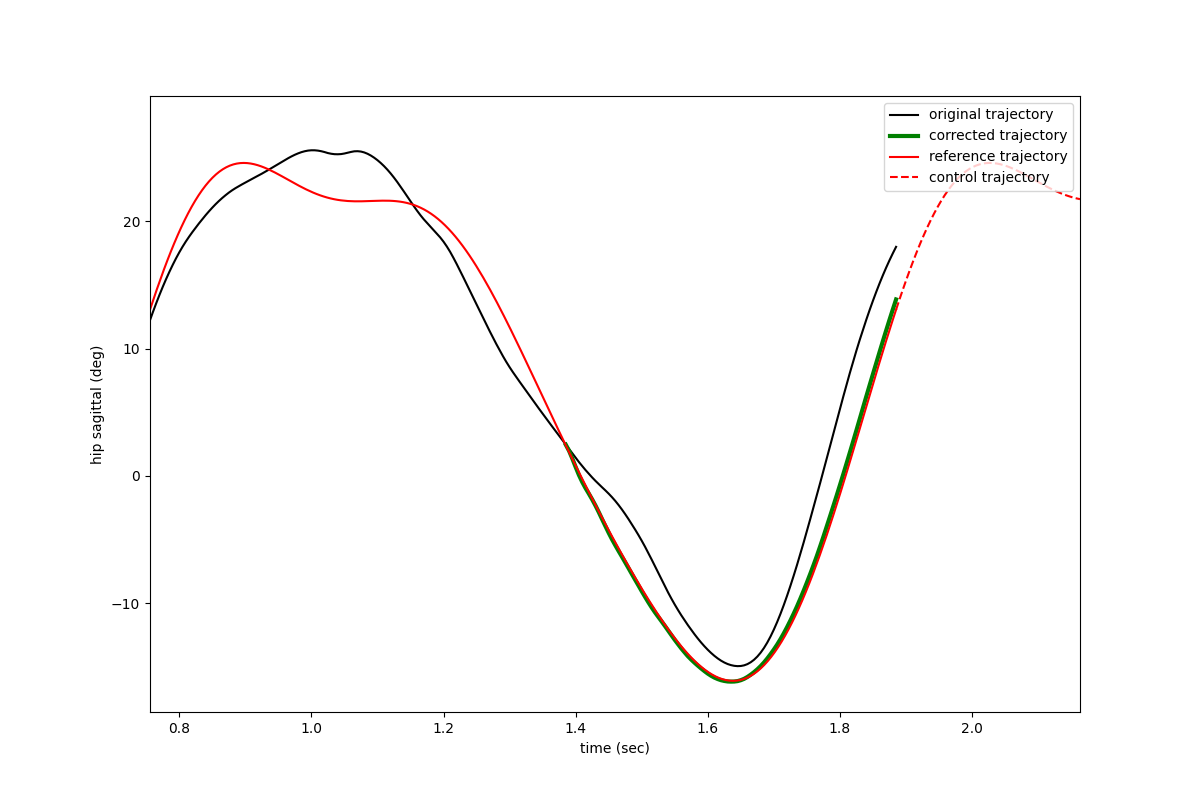 original trajectory
corrected trajectory
reference trajectory
control trajectory
20
10
0
−10
hip sagittal (deg)
0.8 1.0 1.2 1.4 1.6 1.8 2.0
time (sec)